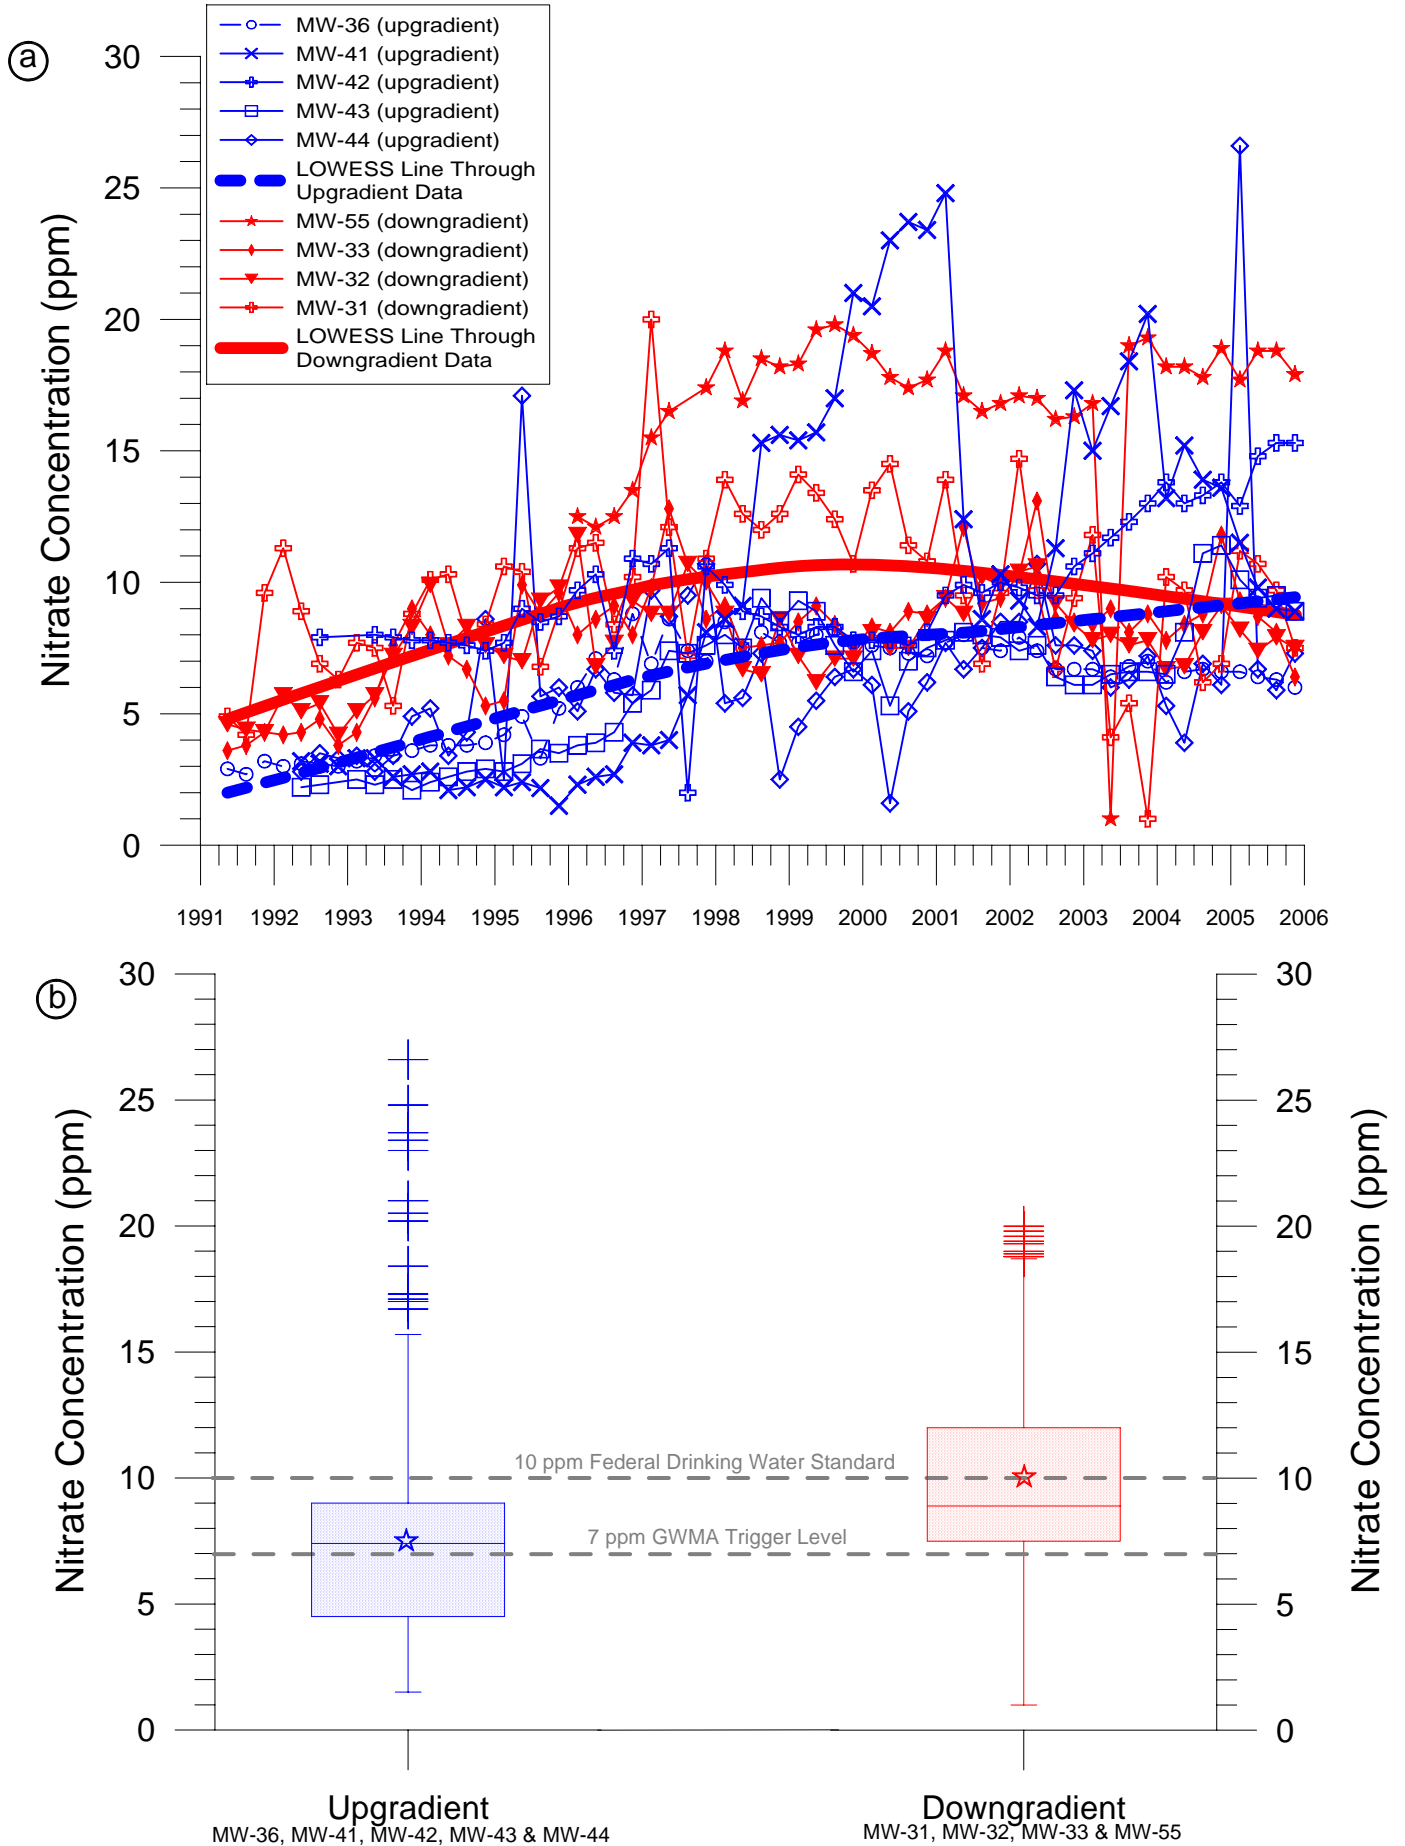 a
MW-36 (upgradient)
MW-41 (upgradient)
MW-42 (upgradient)
MW-43 (upgradient)
MW-44 (upgradient)
LOWESS Line Through
Upgradient Data
MW-55 (downgradient)
MW-33 (downgradient)
MW-32 (downgradient)
MW-31 (downgradient)
LOWESS Line Through
Downgradient Data
Nitrate Concentration (ppm)
30
25
20
15
10
5
0
1991 1992 1993 1994 1995 1996 1997 1998 1999 2000 2001 2002 2003 2004 2005 2006
b
Nitrate Concentration (ppm)
30
25
20
15
10
5
0
10 ppm Federal Drinking Water Standard
7 ppm GWMA Trigger Level
30
25
20
15
10
5
0
Nitrate Concentration (ppm)
Upgradient
MW-36, MW-41, MW-42, MW-43 & MW-44
Downgradient
MW-31, MW-32, MW-33 & MW-55